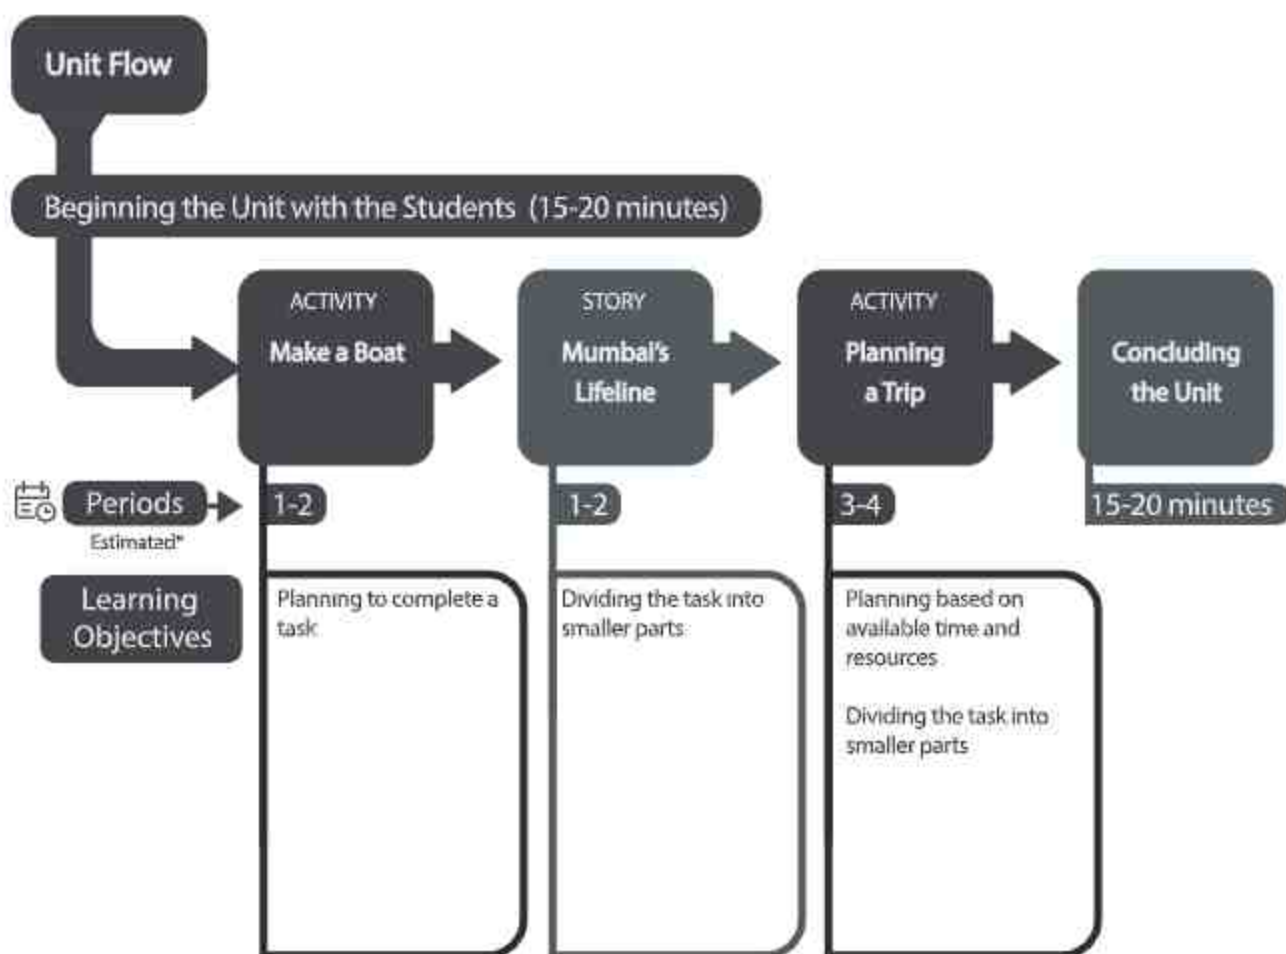 Unit Flow
Beginning the Unit with the Students (15-20 minutes)
ACTIVITY
Make a Boat
STORY
Mumbai's
Lifeline
ACTIVITY
Planning
a Trip
Concluding
the Unit
Periods
Estimated*
1-2
1-2
3-4
15-20 minutes
Learning
Objectives
Planning to complete a
task
Dividing the task into
smaller parts
Planning based on
available time and
resources
Dividing the task into
smaller parts